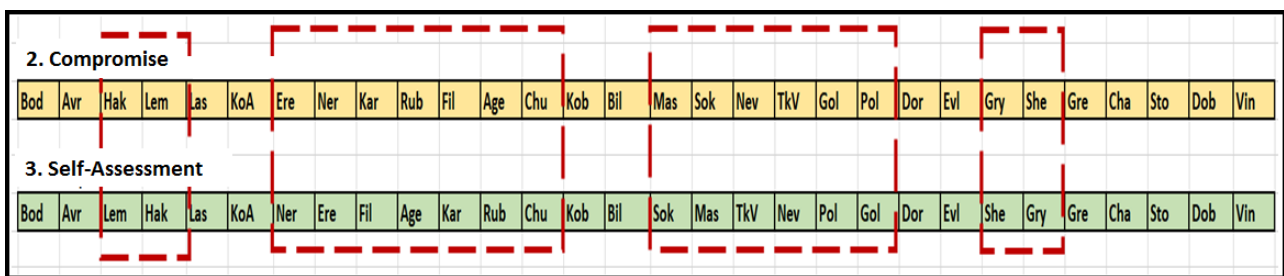 2. Compromise
Bod Avr Hak Lem Las KoA Ere Ner Kar Rub Fil Age Chu Kob Bil Mas Sok Nev TkV Gol Pol Dor Evl Gry She Gre Cha Sto Dob Vin
3. Self-Assessment
Bod Avr Lem Hak Las KoA Ner Ere Fil Age Kar Rub Chu Kob Bil Sok Mas TkV Nev Pol Gol Dor Evl She Gry Gre Cha Sto Dob Vin